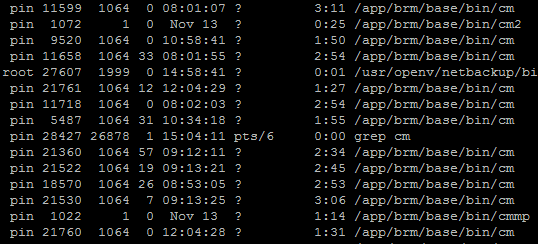 pin 11599 1064 0 08:01:07 ? 3:11 /app/brm/base/bin/cm
pin 1072 1 0 Nov 13 ? 0:25 /app/brm/base/bin/cm2
pin 9520 1064 0 10:58:41 ? 1:50 /app/brm/base/bin/cm
pin 11658 1064 33 08:01:55 ? 2:54 /app/brm/base/bin/cm
root 27607 1999 0 14:58:41 ? 0:01 /usr/openv/netbackup/bi
pin 21761 1064 12 12:04:29 ? 1:27 /app/brm/base/bin/cm
pin 11718 1064 0 08:02:03 ? 2:54 /app/brm/base/bin/cm
pin 5487 1064 31 10:34:18 ? 1:55 /app/brm/base/bin/cm
pin 28427 26878 1 15:04:11 pts/6 0:00 grep cm
pin 21360 1064 57 09:12:11 ? 2:34 /app/brm/base/bin/cm
pin 21522 1064 19 09:13:21 ? 2:45 /app/brm/base/bin/cm
pin 18570 1064 26 08:53:05 ? 2:53 /app/brm/base/bin/cm
pin 21530 1064 7 09:13:25 ? 3:06 /app/brm/base/bin/cm
pin 1022 1 0 Nov 13 ? 1:14 /app/brm/base/bin/cmmp
pin 21760 1064 0 12:04:28 ? 1:31 /app/brm/base/bin/cm